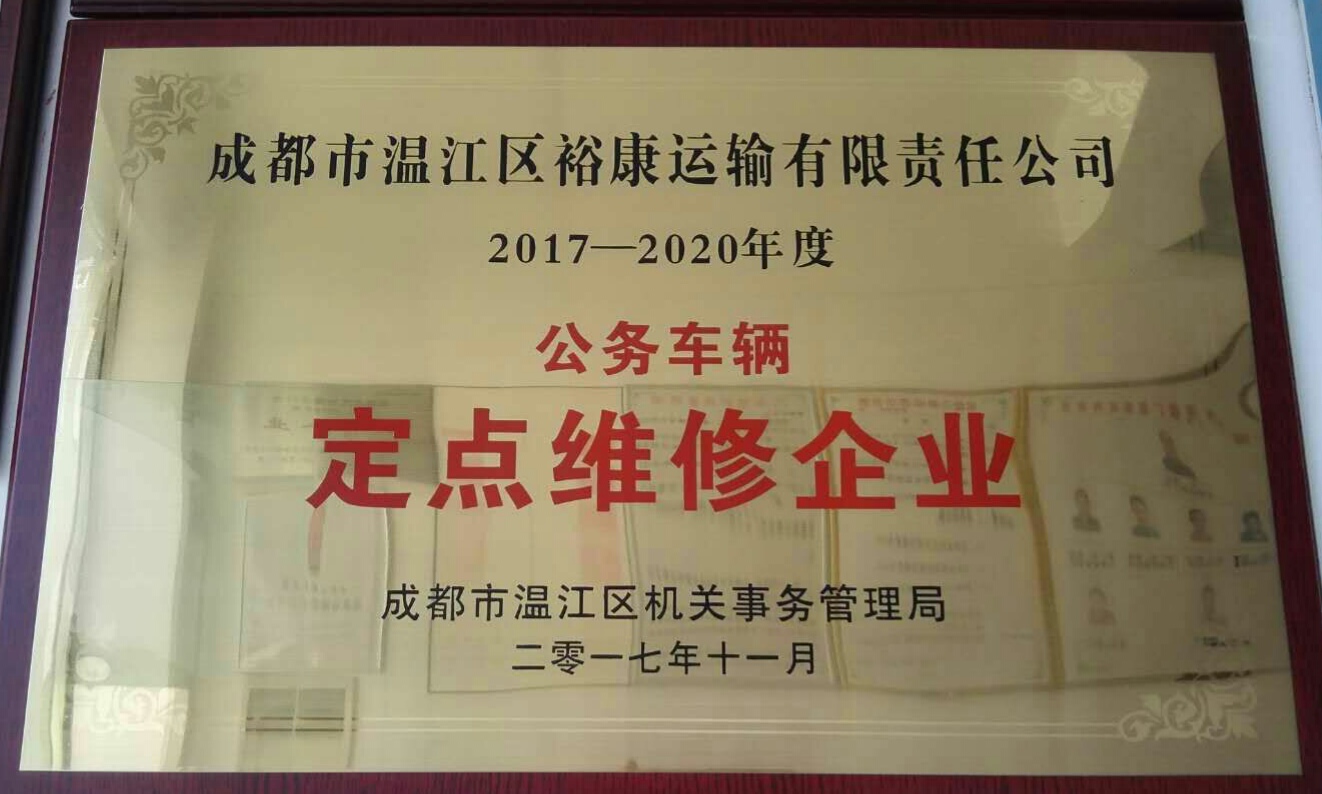 成都市温江区裕康运输有限责任公司
2017—2020年度
公务车辆
定点维修企业
成都市温江区机关事务管理局
二零一七年十一月